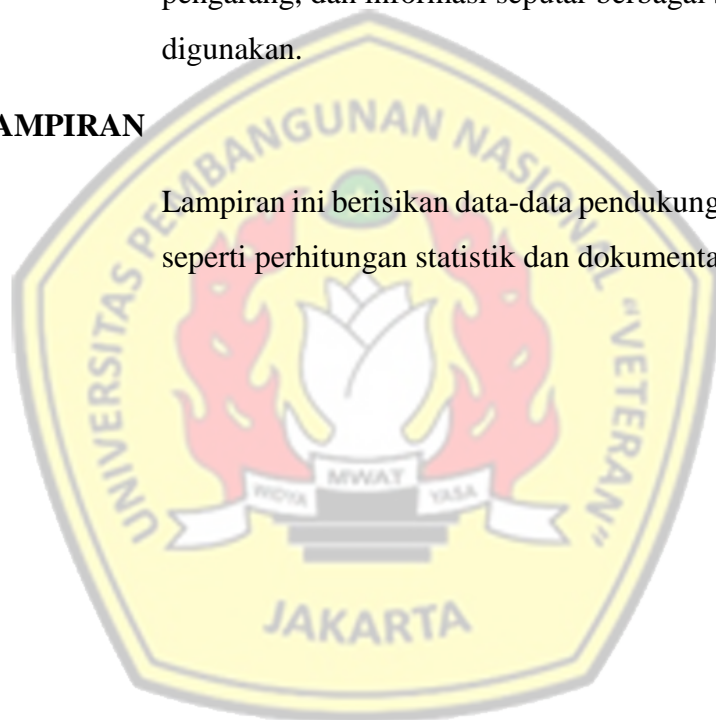 pengarang, dan informasi seputar berbagai
digunakan.
AMPIRAN
Lampiran ini berisikan data-data pendukung
seperti perhitungan statistik dan dokumenta
UNIVERSITAS PEMBANGUNAN NASIONAL "VETERAN"
WIDYA MWAT YASA
JAKARTA